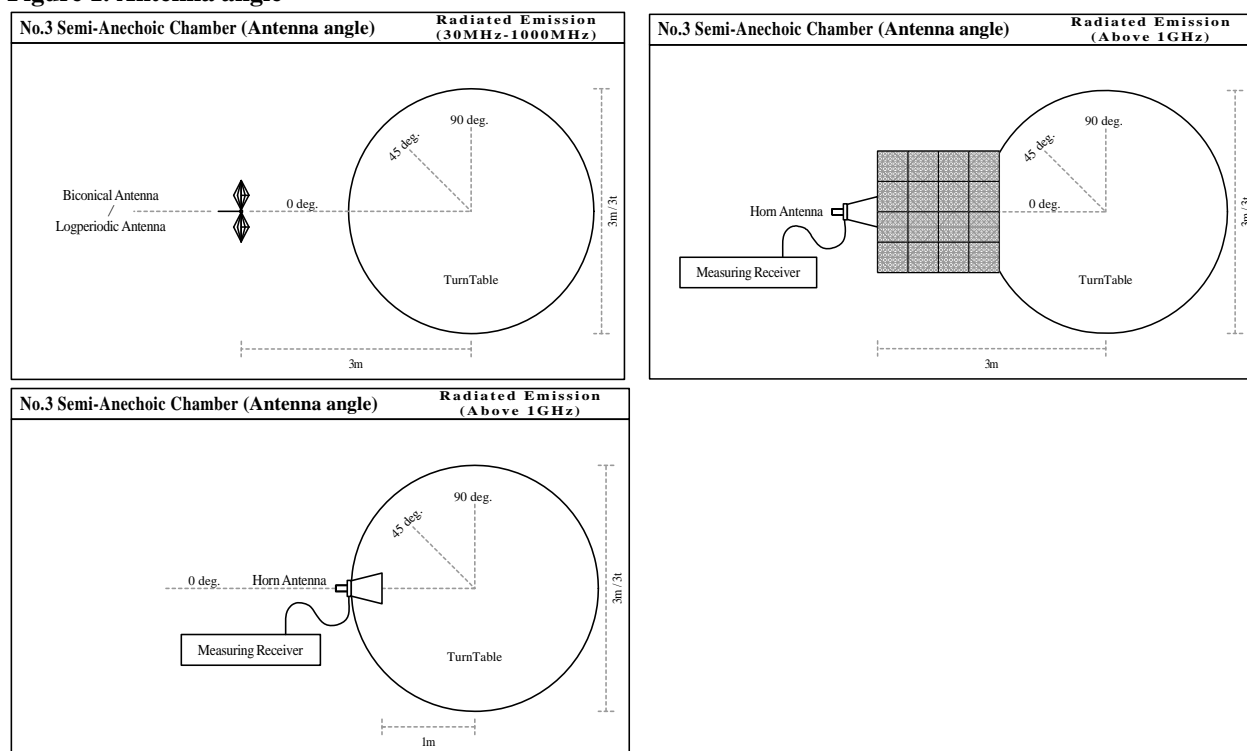 Figure Antenna angle
No.3 Semi-Anechoic Chamber (Antenna angle)
Radiated Emission
(30MHz-1000MHz)
90 deg.
45 deg.
0 deg.
Biconical Antenna
/
Logperiodic Antenna
TurnTable
3m / 3t
3m
No.3 Semi-Anechoic Chamber (Antenna angle)
Radiated Emission
(Above 1GHz)
90 deg.
45 deg.
0 deg.
Horn Antenna
Measuring Receiver
TurnTable
3m / 3t
3m
No.3 Semi-Anechoic Chamber (Antenna angle)
Radiated Emission
(Above 1GHz)
90 deg.
45 deg.
0 deg.
Horn Antenna
Measuring Receiver
TurnTable
3m / 3t
1m